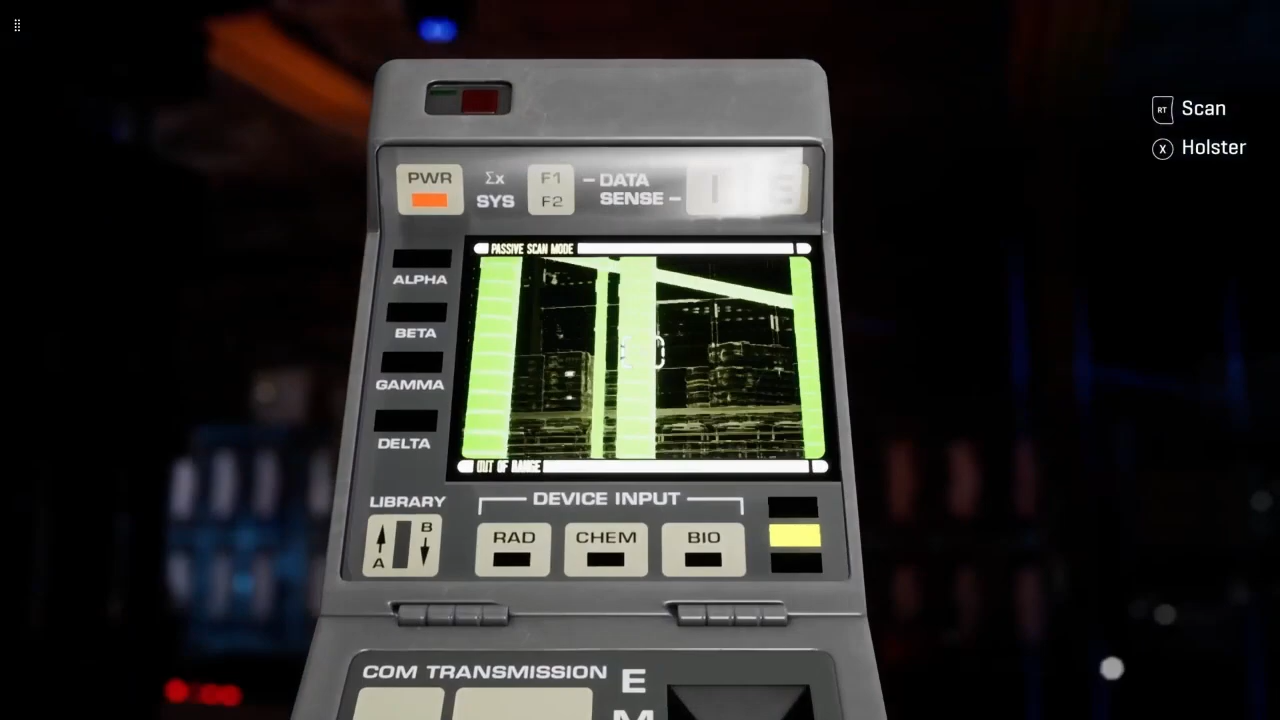 RT Scan
X Holster
PWR
Σx
SYS
F1
F2
– DATA
SENSE –
PASSIVE SCAN MODE
ALPHA
BETA
GAMMA
DELTA
OUT OF RANGE
LIBRARY
A
B
DEVICE INPUT
RAD
CHEM
BIO
COM TRANSMISSION
E
M